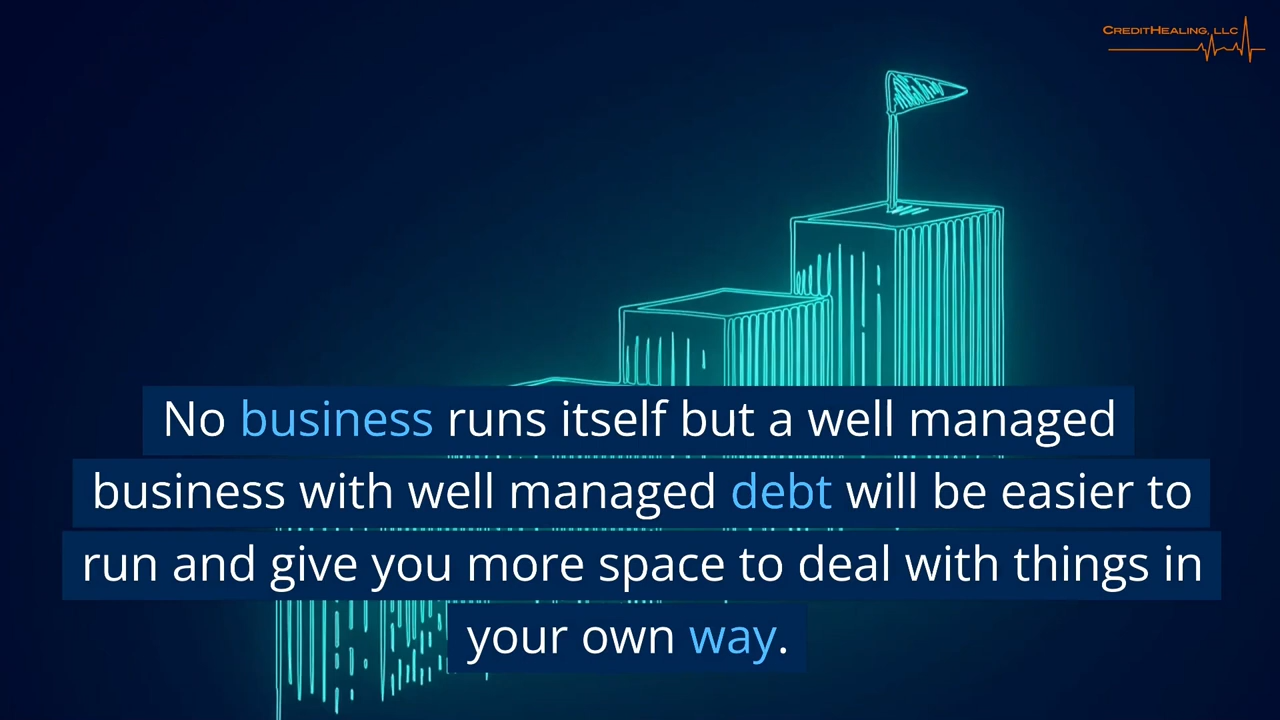 CREDITHEALING, LLC
No business runs itself but a well managed
business with well managed debt will be easier to
run and give you more space to deal with things in
your own way.